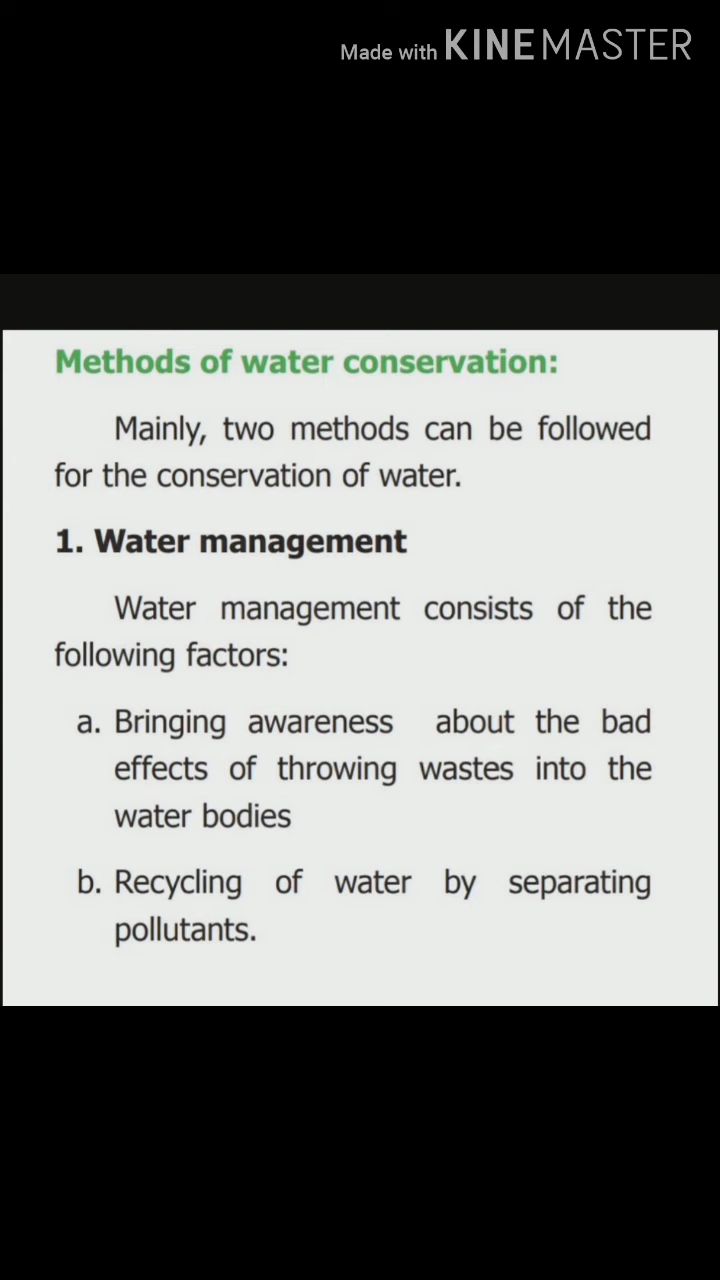 Made with KINEMASTER
Methods of water conservation:
Mainly, two methods can be followed
for the conservation of water.
1. Water management
Water management consists of the
following factors:
a. Bringing awareness about the bad
effects of throwing wastes into the
water bodies
b. Recycling of water by separating
pollutants.